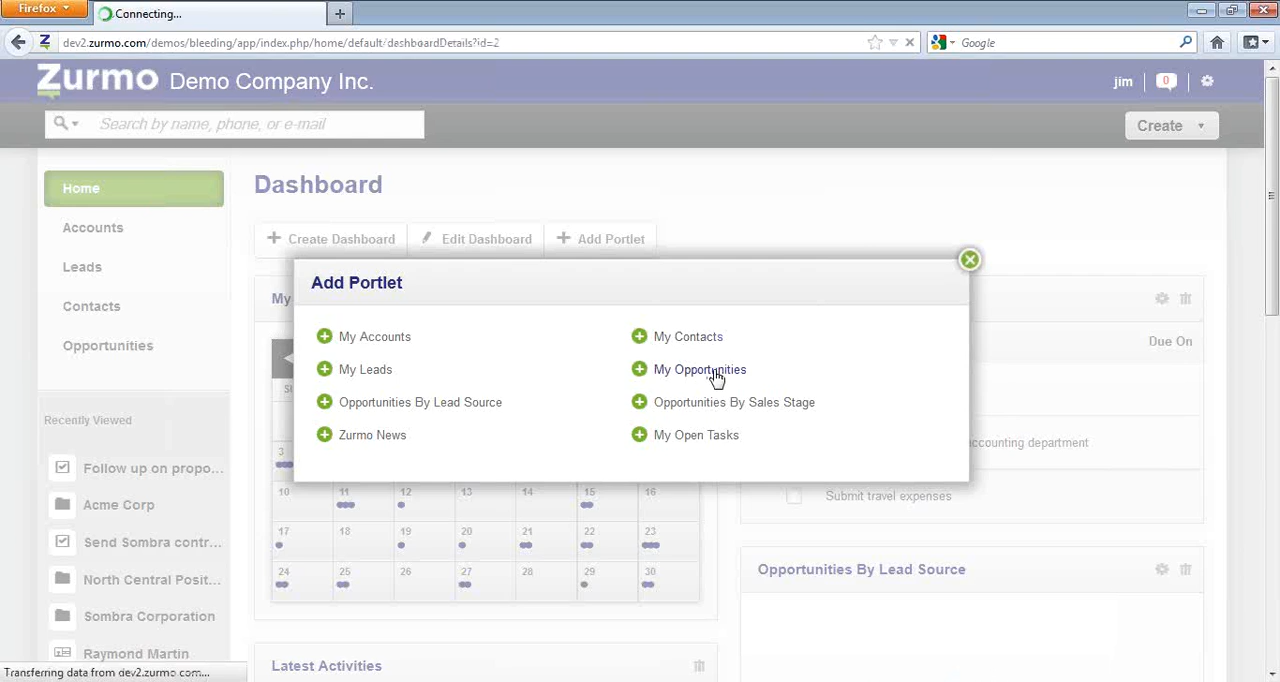 Firefox
Connecting...
dev2.zurmo.com/demos/bleeding/app/index.php/home/default/dashboardDetails?id=2
Google
Zurmo Demo Company Inc.
jim
0
Search by name, phone, or e-mail
Create
Home
Accounts
Leads
Contacts
Opportunities
Recently Viewed
Follow up on propo...
Acme Corp
Send Sombra contr...
North Central Posit...
Sombra Corporation
Raymond Martin
Dashboard
Create Dashboard
Edit Dashboard
Add Portlet
My
Add Portlet
My Accounts
My Contacts
My Leads
My Opportunities
Opportunities By Lead Source
Opportunities By Sales Stage
Zurmo News
My Open Tasks
3
10 11 12 13 14 15 16
17 18 19 20 21 22 23
24 25 26 27 28 29 30
Latest Activities
Due On
accounting department
Submit travel expenses
Opportunities By Lead Source
Transferring data from dev2.zurmo.com...